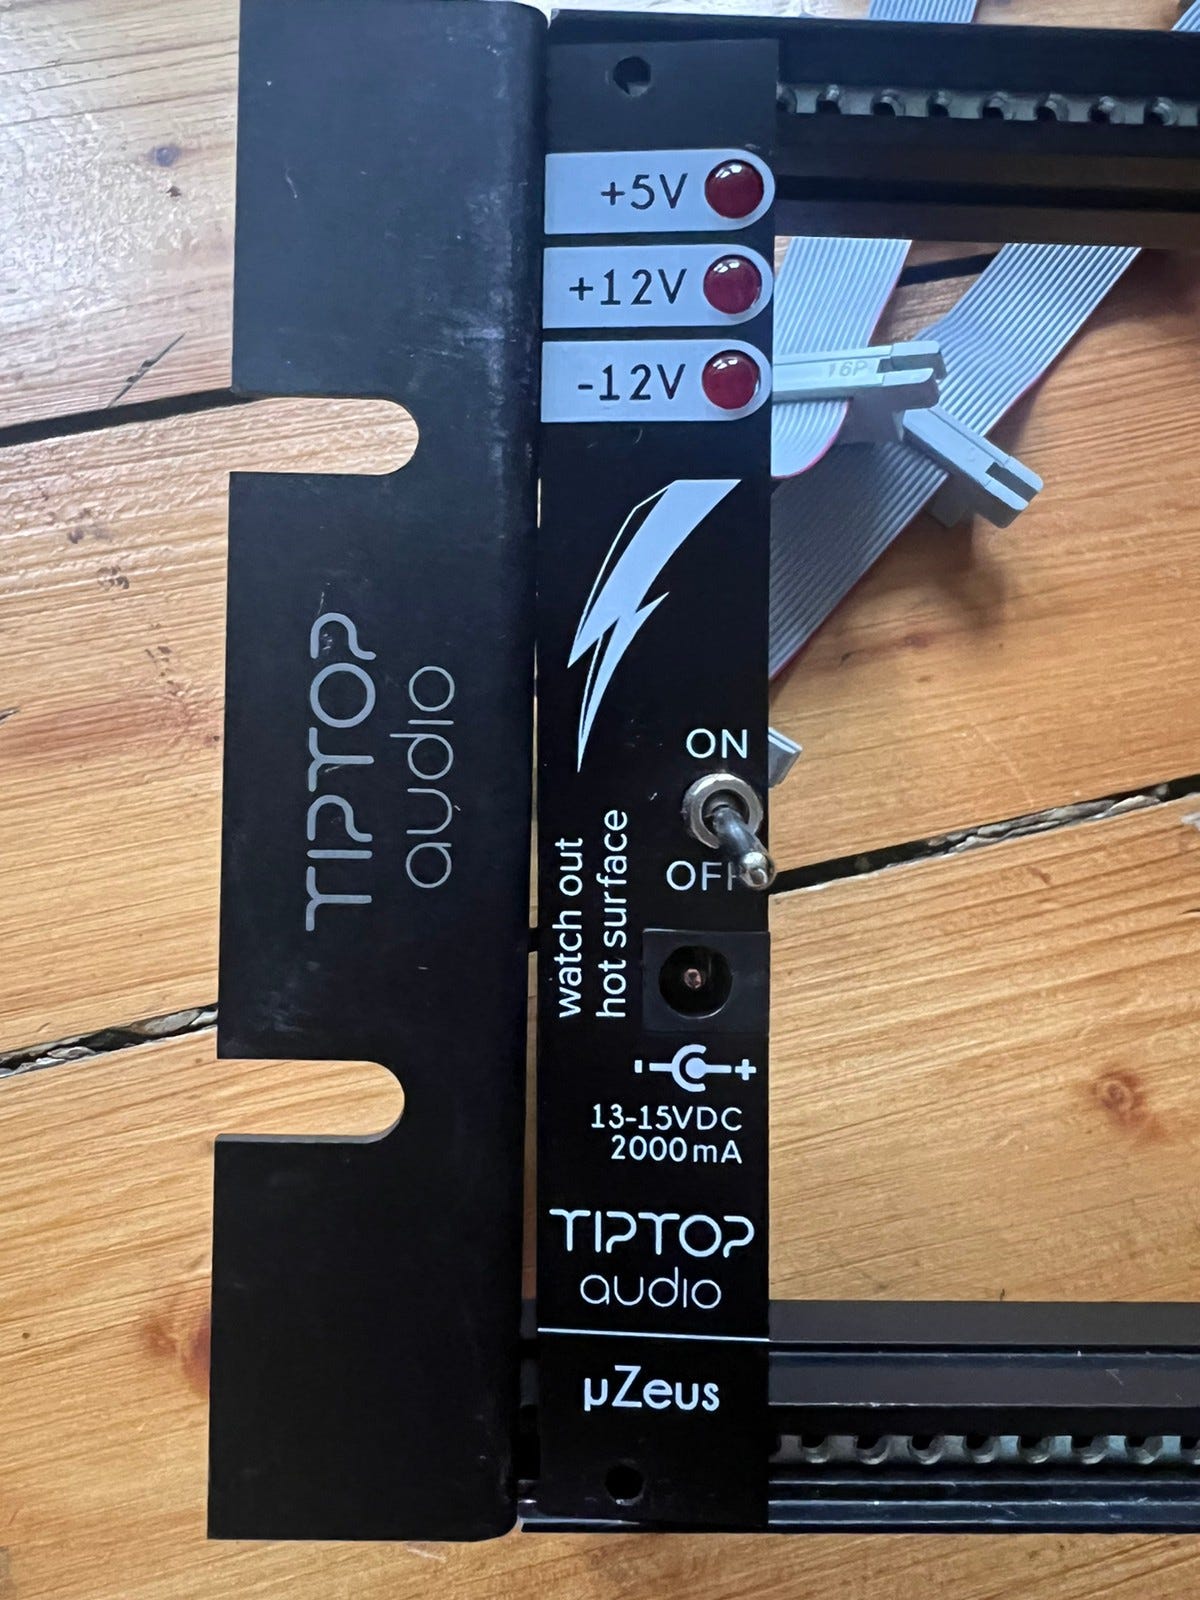 +5V
+12V
-12V
16P
TIPTOP
audio
ON
OFF
watch out
hot surface
- +
13-15VDC
2000mA
TIPTOP
audio
µZeus